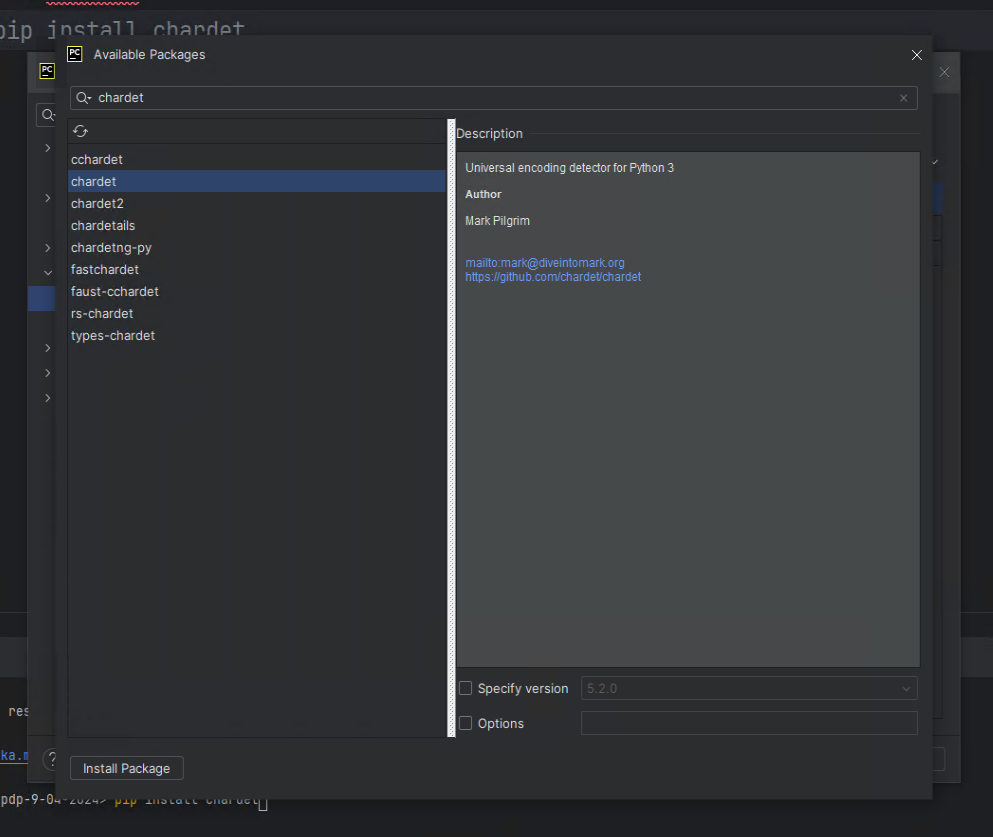 pip install chardet
PC Available Packages
PC
chardet
Description
cchardet
chardet
chardet2
chardetails
chardetng-py
fastchardet
faust-cchardet
rs-chardet
types-chardet
Universal encoding detector for Python 3
Author
Mark Pilgrim
mailto:mark@diveintomark.org
https://github.com/chardet/chardet
Specify version 5.2.0
Options
res
ka.m
?
Install Package
pdp-9-04-2024> pip install chardet